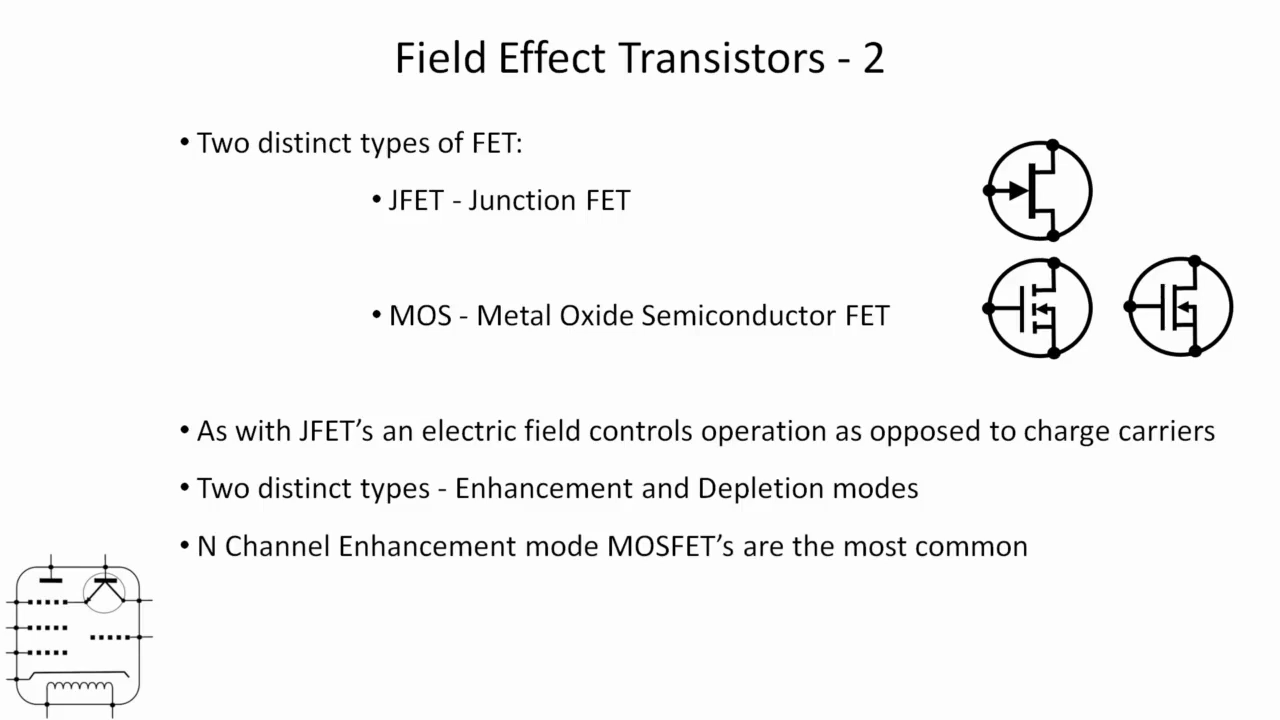 Field Effect Transistors - 2
• Two distinct types of FET:
• JFET - Junction FET
• MOS - Metal Oxide Semiconductor FET
• As with JFET’s an electric field controls operation as opposed to charge carriers
• Two distinct types - Enhancement and Depletion modes
• N Channel Enhancement mode MOSFET’s are the most common